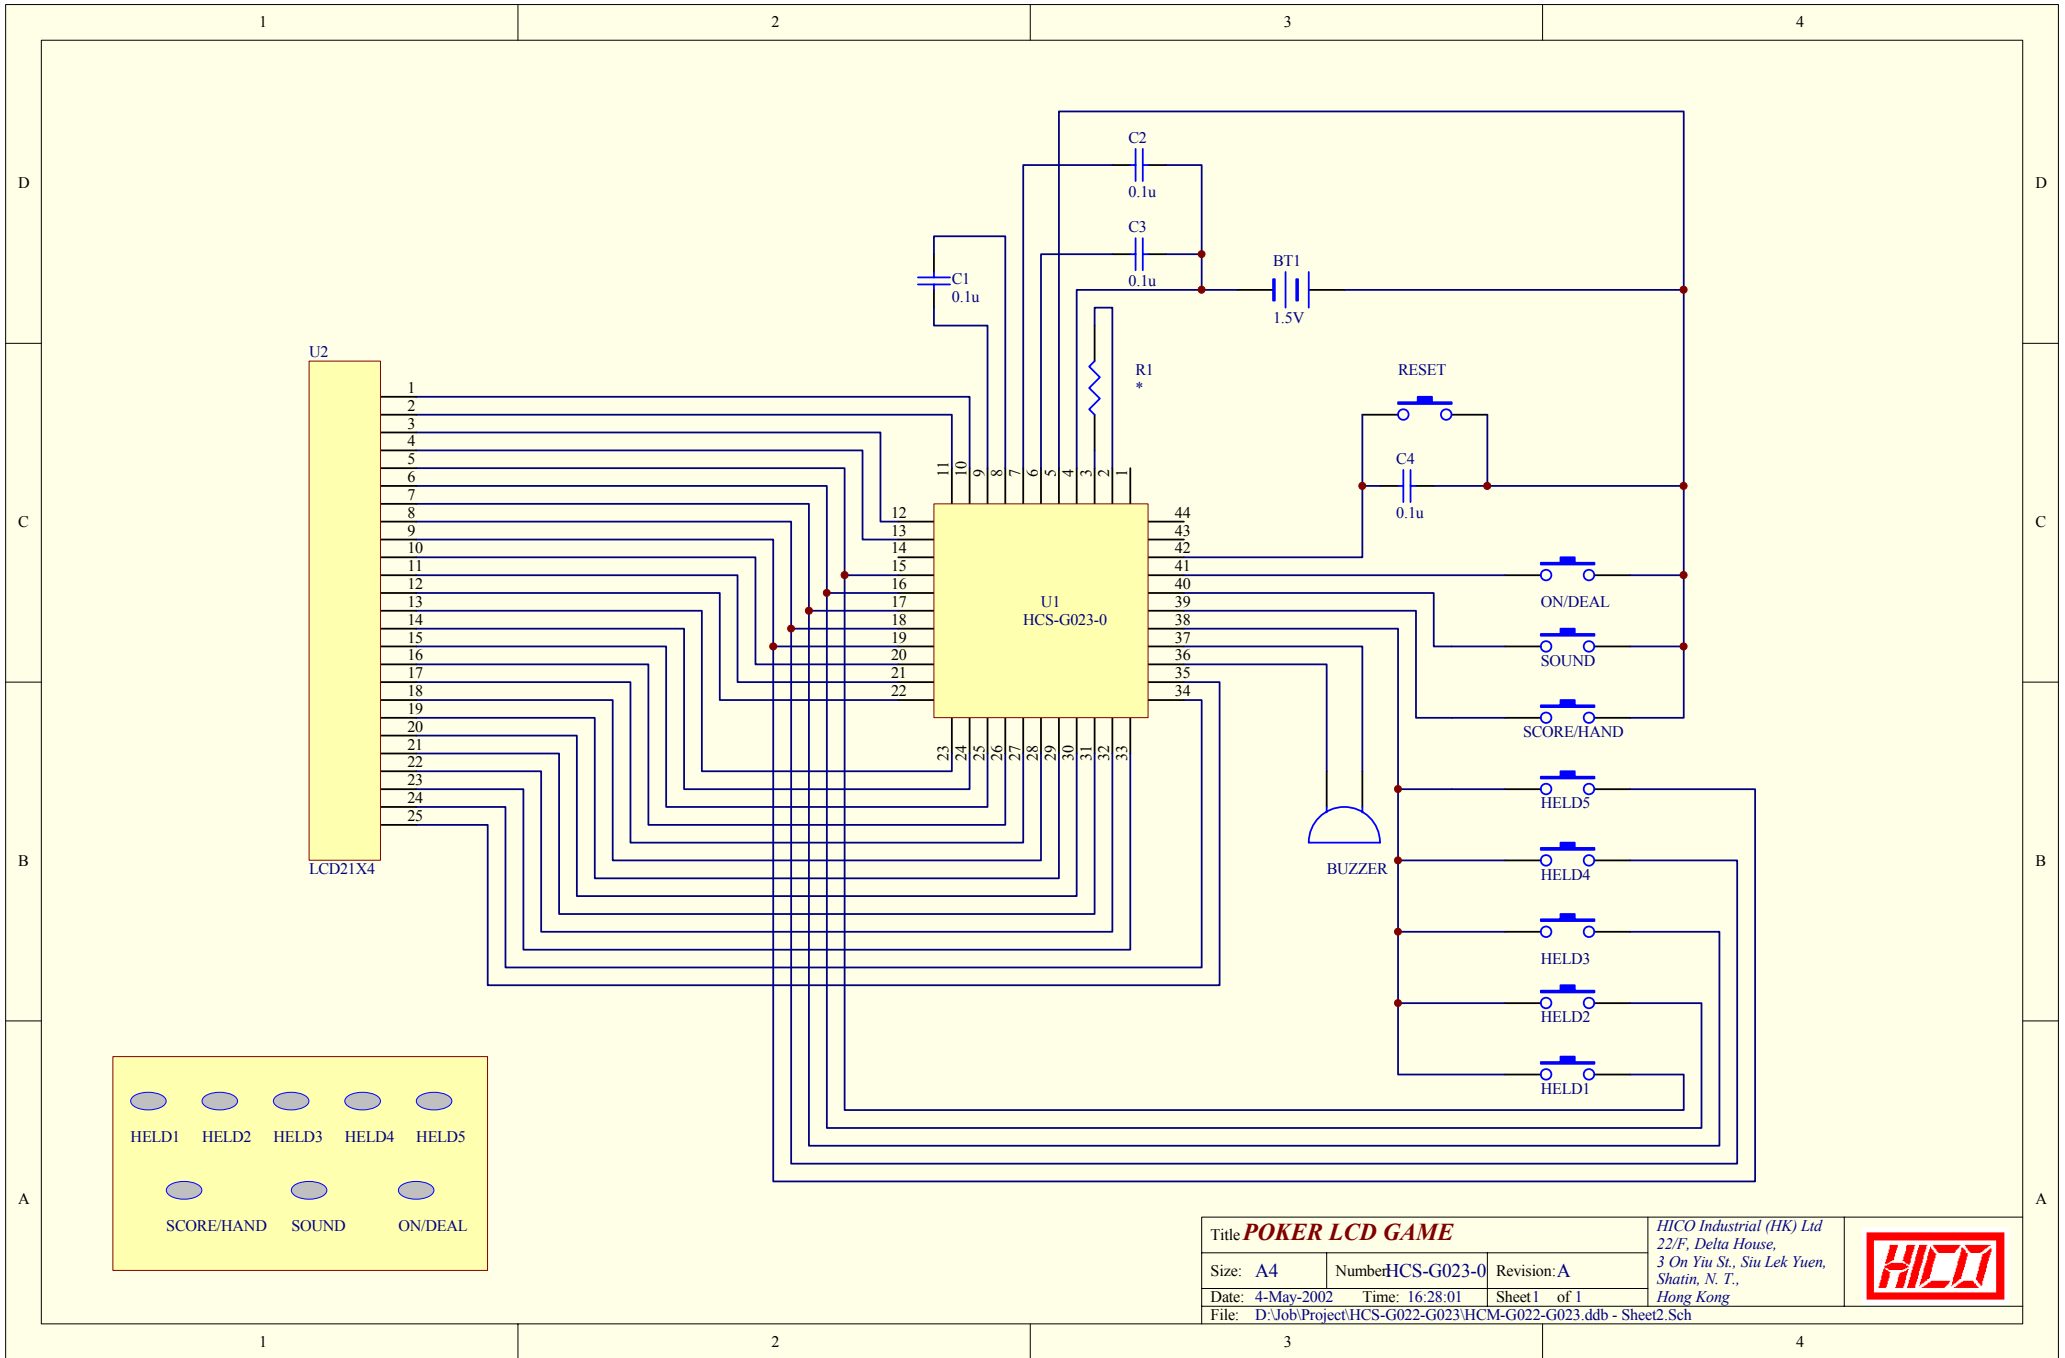 1 2 3 4
D D
C C
B B
A A
1 2 3 4
C2
0.1u
C3
0.1u
C1
0.1u
BT1
1.5V
R1
*
RESET
C4
0.1u
U2
1
2
3
4
5
6
7
8
9
10
11
12
13
14
15
16
17
18
19
20
21
22
23
24
25
LCD21X4
11 10 9 8 7 6 5 4 3 2 1
12
13
14
15
16
17
18
19
20
21
22
U1
HCS-G023-0
44
43
42
41
40
39
38
37
36
35
34
23 24 25 26 27 28 29 30 31 32 33
ON/DEAL
SOUND
SCORE/HAND
HELD5
HELD4
HELD3
HELD2
HELD1
BUZZER
HELD1 HELD2 HELD3 HELD4 HELD5
SCORE/HAND SOUND ON/DEAL
Title POKER LCD GAME
Size: A4 Number: HCS-G023-0 Revision: A
Date: 4-May-2002 Time: 16:28:01 Sheet 1 of 1
File: D:\Job\Project\HCS-G022-G023\HCM-G022-G023.ddb - Sheet2.Sch
HICO Industrial (HK) Ltd
22/F, Delta House,
3 On Yiu St., Siu Lek Yuen,
Shatin, N. T.,
Hong Kong
HICO